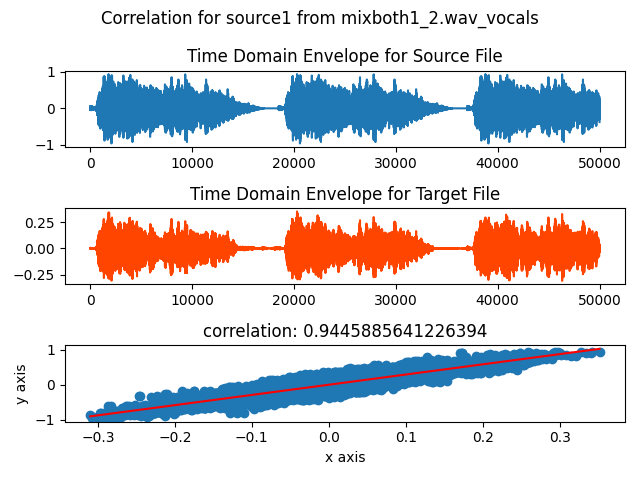 Correlation for source1 from mixboth1_2.wav_vocals
Time Domain Envelope for Source File
1
0
−1
0 10000 20000 30000 40000 50000
Time Domain Envelope for Target File
0.25
0.00
−0.25
0 10000 20000 30000 40000 50000
correlation: 0.9445885641226394
y axis
1
0
−1
−0.3 −0.2 −0.1 0.0 0.1 0.2 0.3
x axis